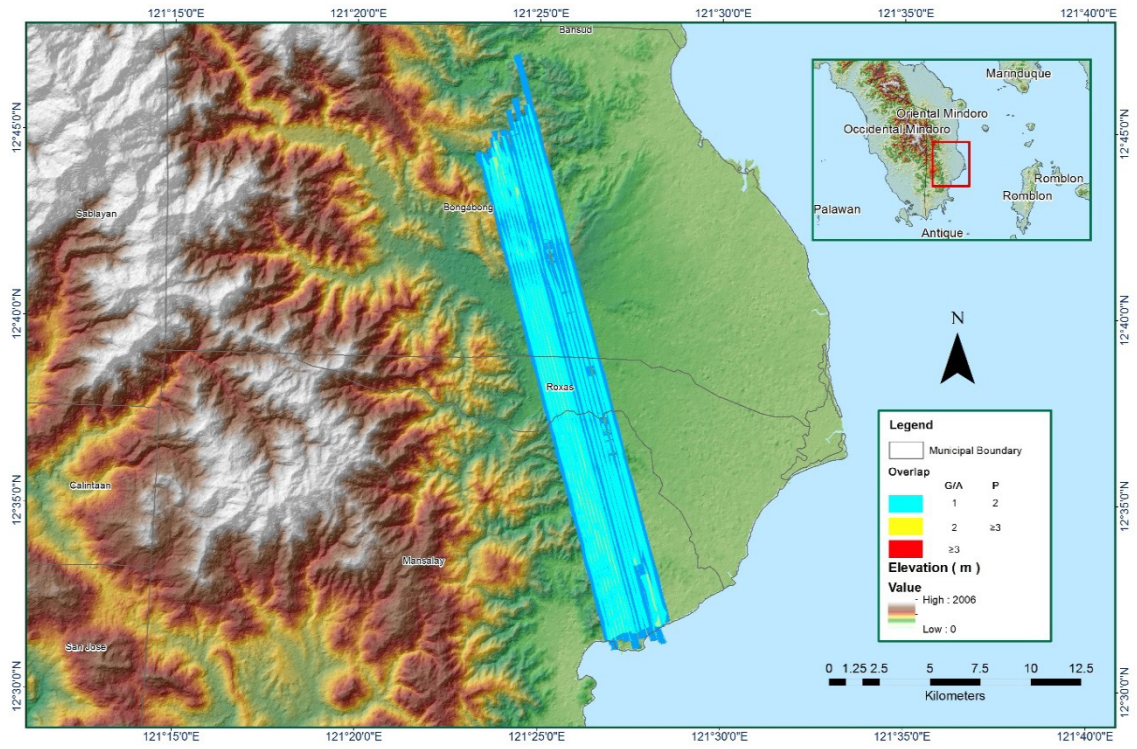 121°15'0"E 121°20'0"E 121°25'0"E 121°30'0"E 121°35'0"E 121°40'0"E
Bansud
Marinduque
Oriental Mindoro
Occidental Mindoro
Romblon
Romblon
Palawan
Antique
12°45'0"N 12°45'0"N
Bongabong
Sablayan
12°40'0"N 12°40'0"N
N
Roxas
Legend
Municipal Boundary
Overlap
G/A P
1 2
2 ≥3
≥3
Elevation ( m )
Value
High : 2006
Low : 0
Calintaan
12°35'0"N 12°35'0"N
Mansalay
San Jose
0 1.25 2.5 5 7.5 10 12.5
Kilometers
12°30'0"N 12°30'0"N
121°15'0"E 121°20'0"E 121°25'0"E 121°30'0"E 121°35'0"E 121°40'0"E